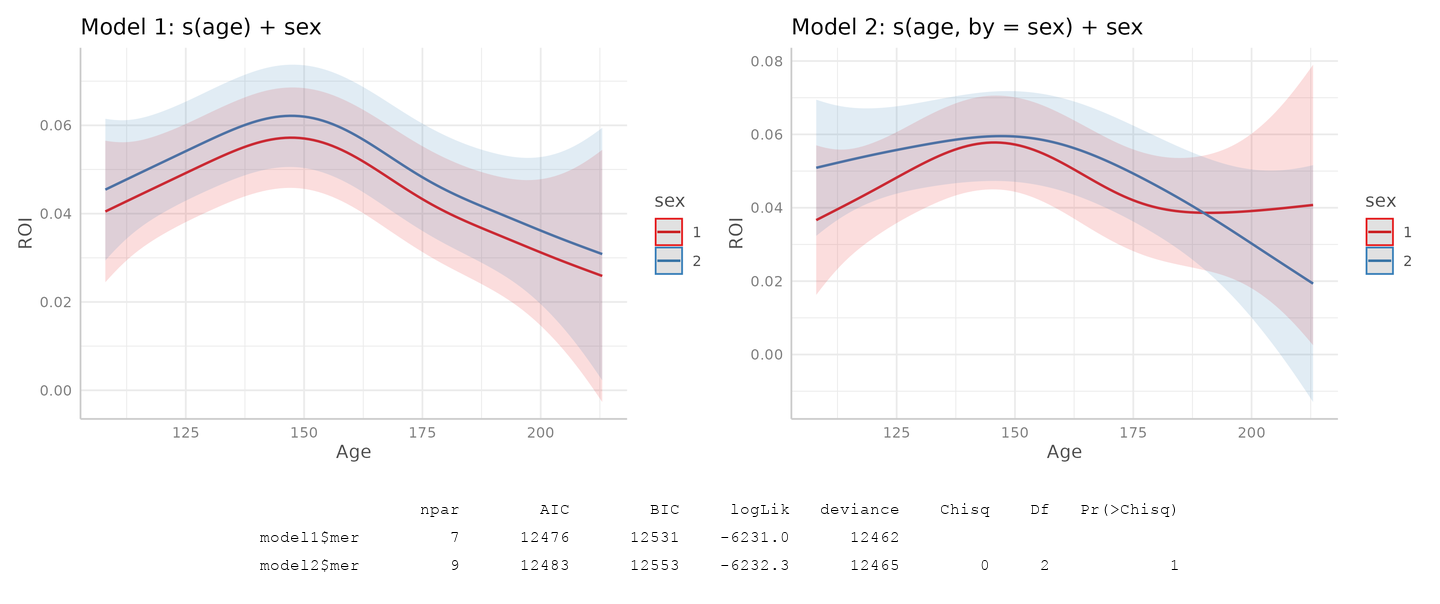 Model 1: s(age) + sex
0.06
0.04
0.02
0.00
ROI
125 150 175 200
Age
sex
1
2
Model 2: s(age, by = sex) + sex
0.08
0.06
0.04
0.02
0.00
ROI
125 150 175 200
Age
sex
1
2
npar AIC BIC logLik deviance Chisq Df Pr(>Chisq)
model1$mer 7 12476 12531 -6231.0 12462
model2$mer 9 12483 12553 -6232.3 12465 0 2 1